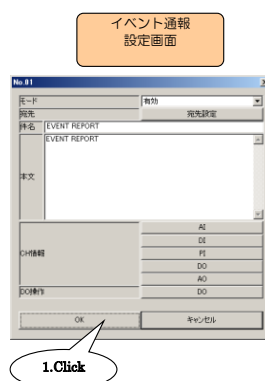 イベント通報
設定画面
No.01
モード 有効
宛先 宛先設定
件名 EVENT REPORT
本文 EVENT REPORT
CH情報
AI
DI
PI
DO
AO
DO操作 DO
OK キャンセル
1.Click